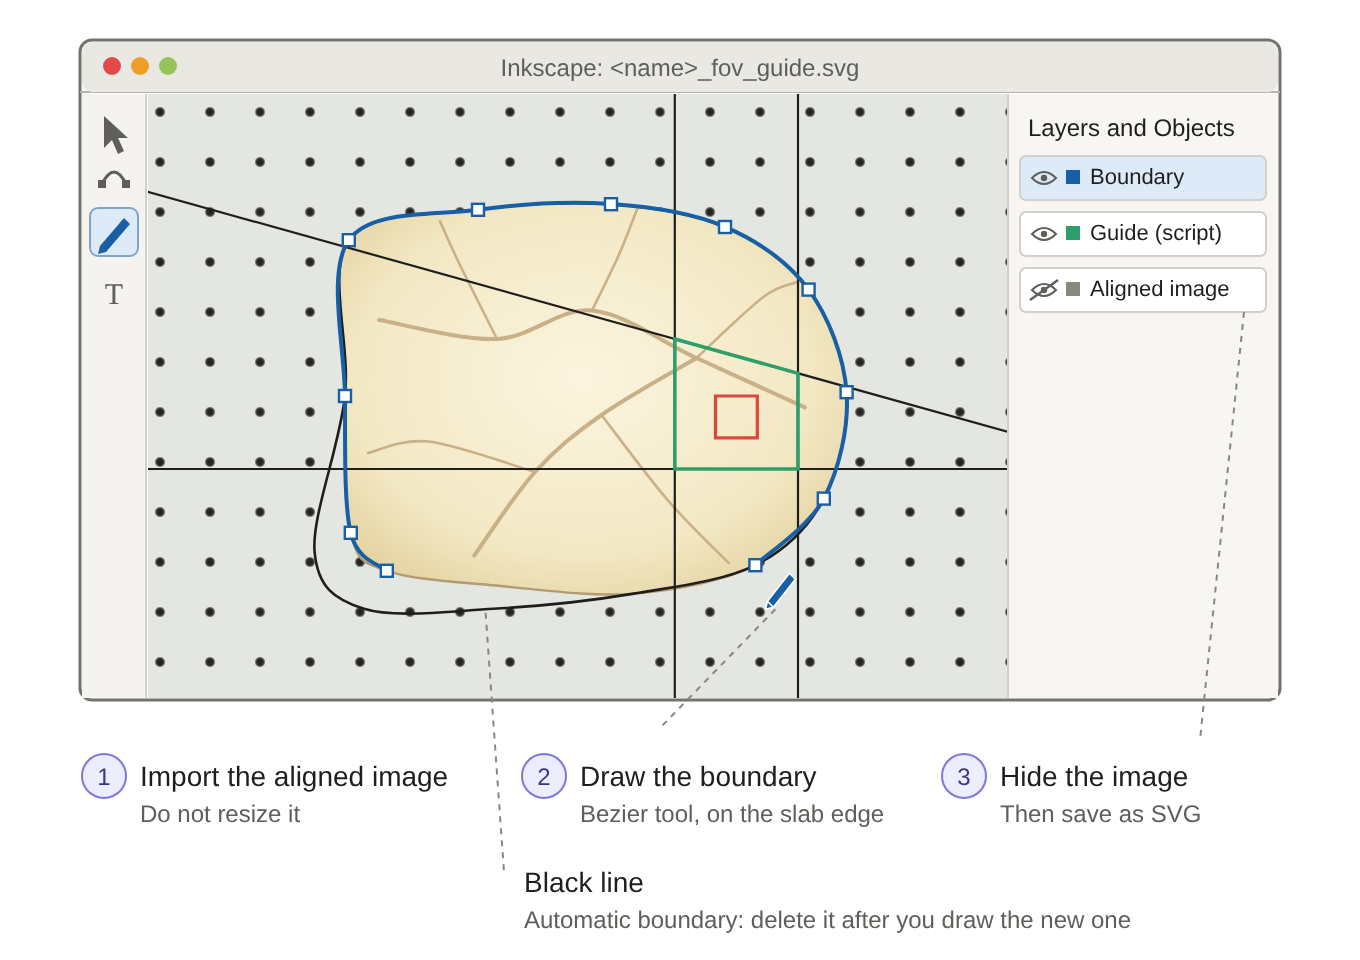 Inkscape: <name>_fov_guide.svg
T
Layers and Objects
Boundary
Guide (script)
Aligned image
1 Import the aligned image
Do not resize it
2 Draw the boundary
Bezier tool, on the slab edge
3 Hide the image
Then save as SVG
Black line
Automatic boundary: delete it after you draw the new one